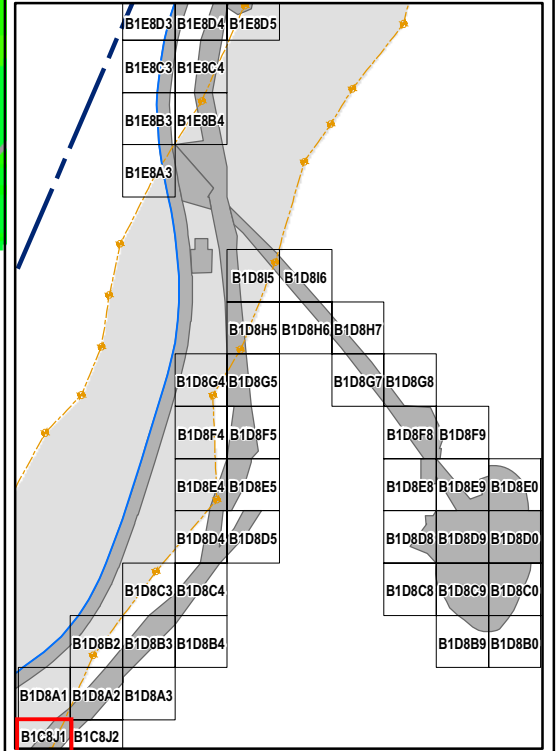 B1E8D3 B1E8D4 B1E8D5
B1E8C3 B1E8C4
B1E8B3 B1E8B4
B1E8A3
B1D8I5 B1D8I6
B1D8H5 B1D8H6 B1D8H7
B1D8G4 B1D8G5 B1D8G7 B1D8G8
B1D8F4 B1D8F5 B1D8F8 B1D8F9
B1D8E4 B1D8E5 B1D8E8 B1D8E9 B1D8E0
B1D8D4 B1D8D5 B1D8D8 B1D8D9 B1D8D0
B1D8C3 B1D8C4 B1D8C8 B1D8C9 B1D8C0
B1D8B2 B1D8B3 B1D8B4 B1D8B9 B1D8B0
B1D8A1 B1D8A2 B1D8A3
B1C8J1 B1C8J2